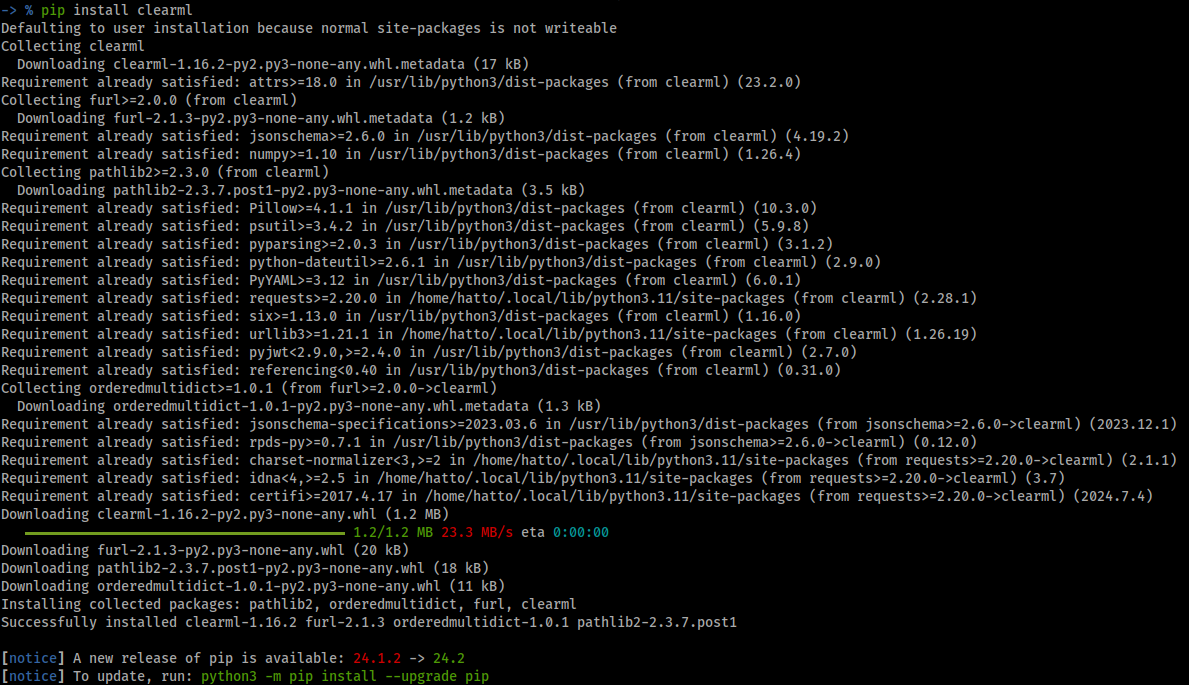 -> % pip install clearml
Defaulting to user installation because normal site-packages is not writeable
Collecting clearml
  Downloading clearml-1.16.2-py2.py3-none-any.whl.metadata (17 kB)
Requirement already satisfied: attrs>=18.0 in /usr/lib/python3/dist-packages (from clearml) (23.2.0)
Collecting furl>=2.0.0 (from clearml)
  Downloading furl-2.1.3-py2.py3-none-any.whl.metadata (1.2 kB)
Requirement already satisfied: jsonschema>=2.6.0 in /usr/lib/python3/dist-packages (from clearml) (4.19.2)
Requirement already satisfied: numpy>=1.10 in /usr/lib/python3/dist-packages (from clearml) (1.26.4)
Collecting pathlib2>=2.3.0 (from clearml)
  Downloading pathlib2-2.3.7.post1-py2.py3-none-any.whl.metadata (3.5 kB)
Requirement already satisfied: Pillow>=4.1.1 in /usr/lib/python3/dist-packages (from clearml) (10.3.0)
Requirement already satisfied: psutil>=3.4.2 in /usr/lib/python3/dist-packages (from clearml) (5.9.8)
Requirement already satisfied: pyparsing>=2.0.3 in /usr/lib/python3/dist-packages (from clearml) (3.1.2)
Requirement already satisfied: python-dateutil>=2.6.1 in /usr/lib/python3/dist-packages (from clearml) (2.9.0)
Requirement already satisfied: PyYAML>=3.12 in /usr/lib/python3/dist-packages (from clearml) (6.0.1)
Requirement already satisfied: requests>=2.20.0 in /home/hatto/.local/lib/python3.11/site-packages (from clearml) (2.28.1)
Requirement already satisfied: six>=1.13.0 in /usr/lib/python3/dist-packages (from clearml) (1.16.0)
Requirement already satisfied: urllib3>=1.21.1 in /home/hatto/.local/lib/python3.11/site-packages (from clearml) (1.26.19)
Requirement already satisfied: pyjwt<2.9.0,>=2.4.0 in /usr/lib/python3/dist-packages (from clearml) (2.7.0)
Requirement already satisfied: referencing<0.40 in /usr/lib/python3/dist-packages (from clearml) (0.31.0)
Collecting orderedmultidict>=1.0.1 (from furl>=2.0.0->clearml)
  Downloading orderedmultidict-1.0.1-py2.py3-none-any.whl.metadata (1.3 kB)
Requirement already satisfied: jsonschema-specifications>=2023.03.6 in /usr/lib/python3/dist-packages (from jsonschema>=2.6.0->clearml) (2023.12.1)
Requirement already satisfied: rpds-py>=0.7.1 in /usr/lib/python3/dist-packages (from jsonschema>=2.6.0->clearml) (0.12.0)
Requirement already satisfied: charset-normalizer<3,>=2 in /home/hatto/.local/lib/python3.11/site-packages (from requests>=2.20.0->clearml) (2.1.1)
Requirement already satisfied: idna<4,>=2.5 in /home/hatto/.local/lib/python3.11/site-packages (from requests>=2.20.0->clearml) (3.7)
Requirement already satisfied: certifi>=2017.4.17 in /home/hatto/.local/lib/python3.11/site-packages (from requests>=2.20.0->clearml) (2024.7.4)
Downloading clearml-1.16.2-py2.py3-none-any.whl (1.2 MB)
1.2/1.2 MB 23.3 MB/s eta 0:00:00
Downloading furl-2.1.3-py2.py3-none-any.whl (20 kB)
Downloading pathlib2-2.3.7.post1-py2.py3-none-any.whl (18 kB)
Downloading orderedmultidict-1.0.1-py2.py3-none-any.whl (11 kB)
Installing collected packages: pathlib2, orderedmultidict, furl, clearml
Successfully installed clearml-1.16.2 furl-2.1.3 orderedmultidict-1.0.1 pathlib2-2.3.7.post1
[notice] A new release of pip is available: 24.1.2 -> 24.2
[notice] To update, run: python3 -m pip install --upgrade pip